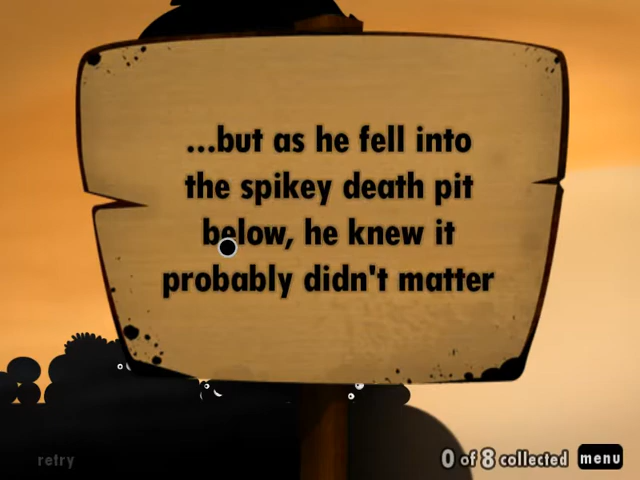 ...but as he fell into
the spikey death pit
below, he knew it
probably didn't matter
retry
0 of 8 collected menu